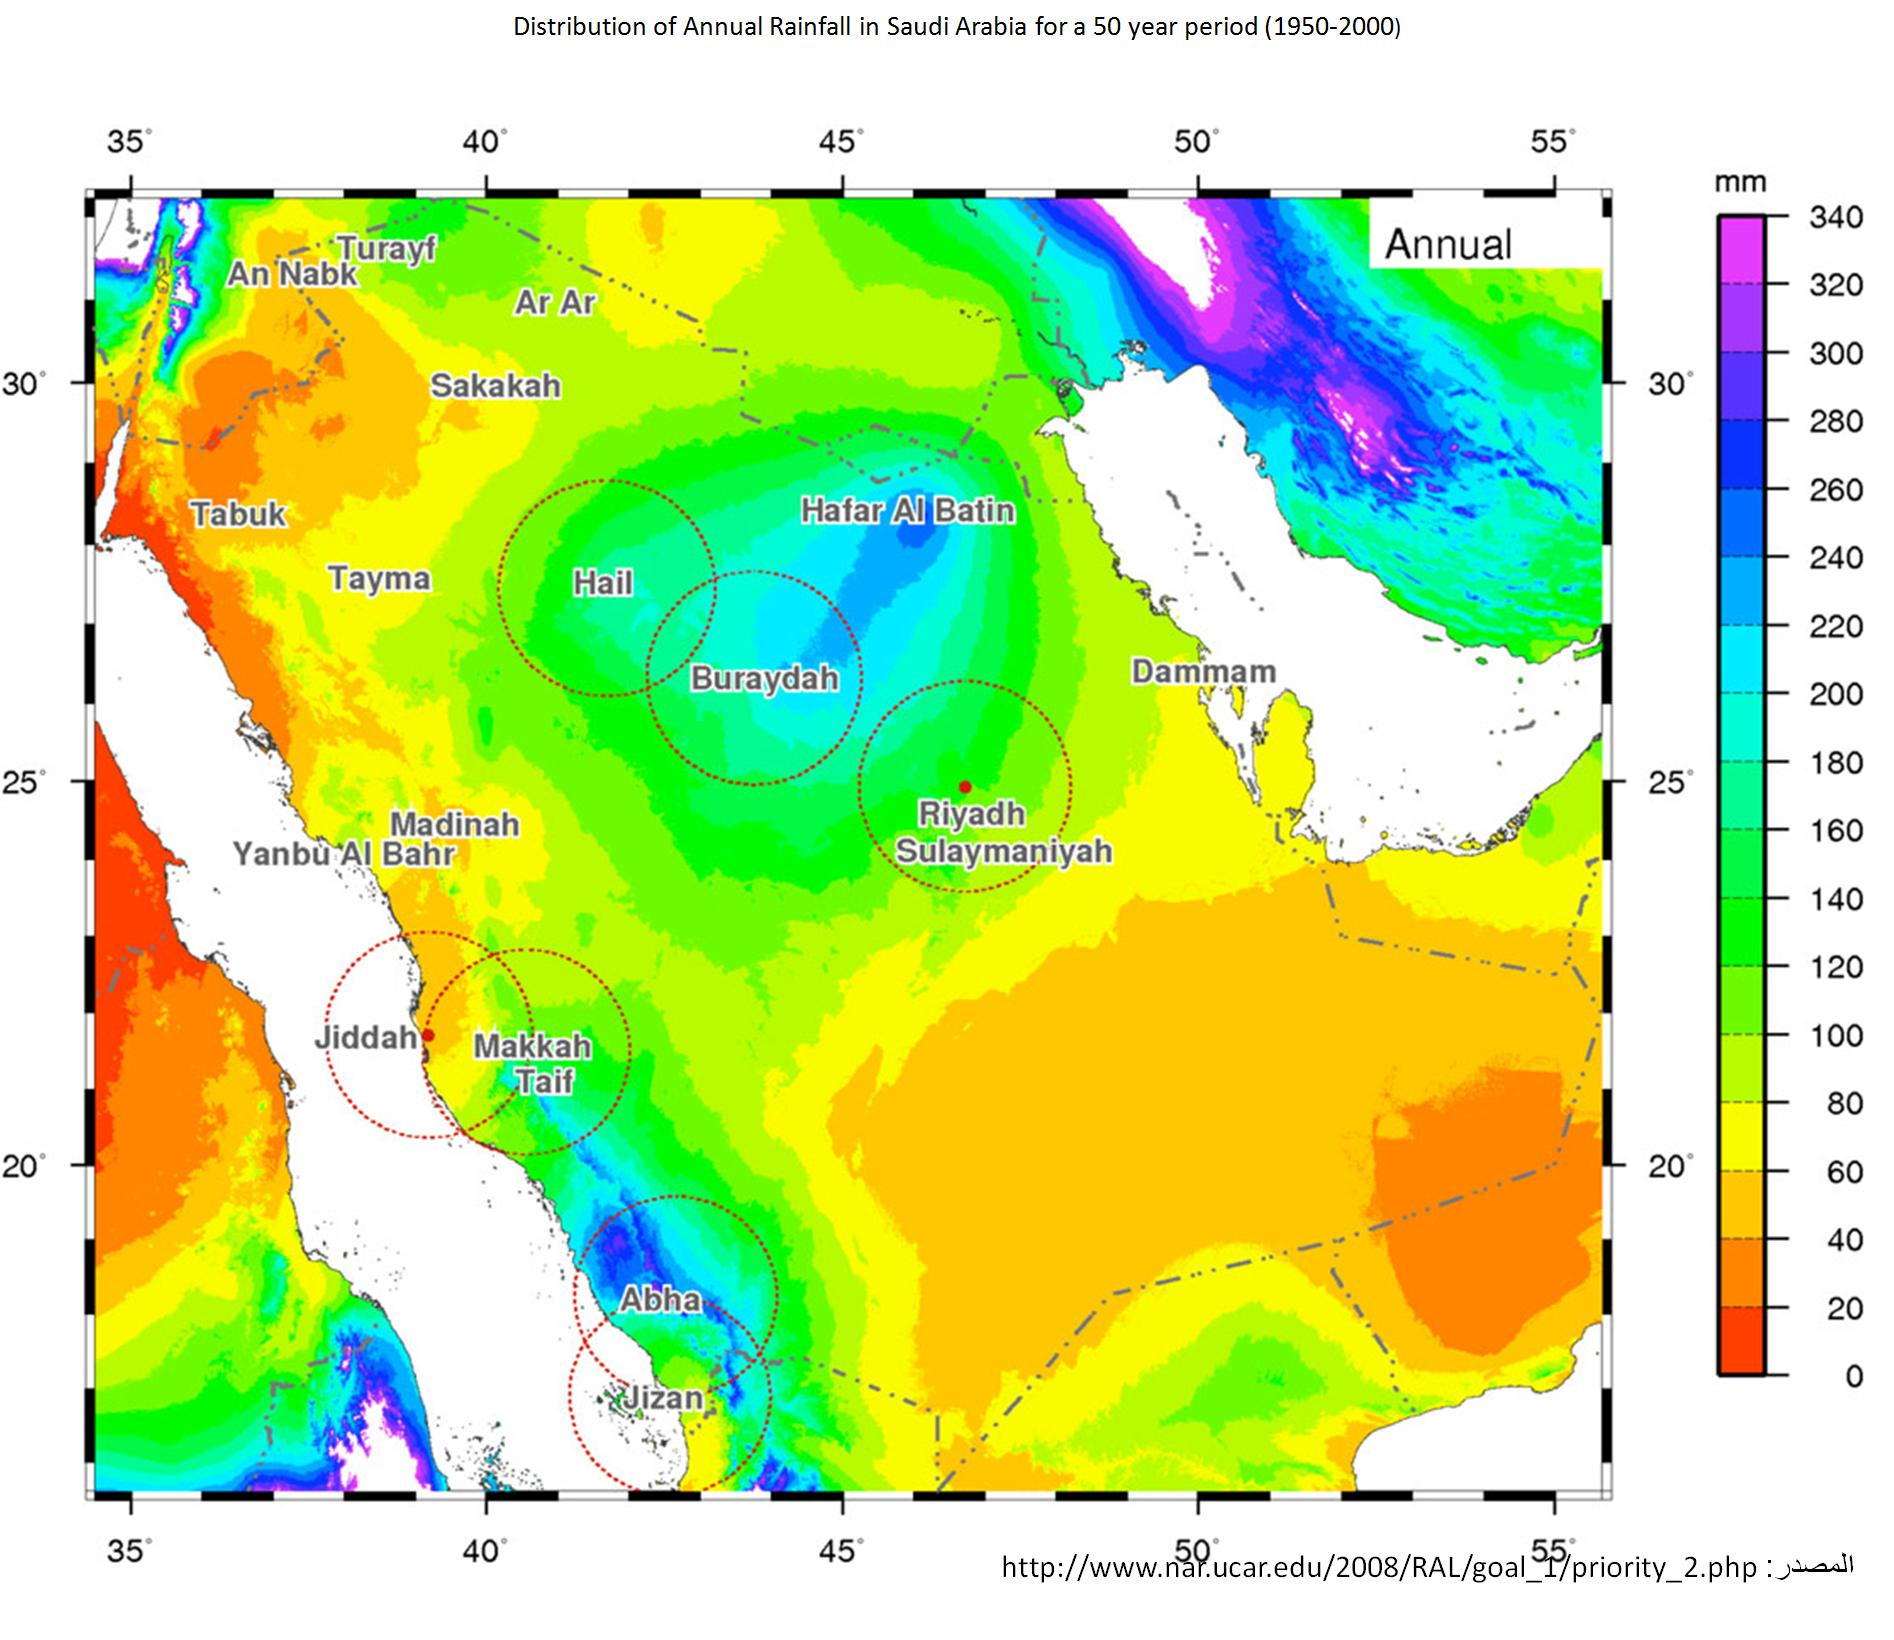 Distribution of Annual Rainfall in Saudi Arabia for a 50 year period (1950-2000)
35° 40° 45° 50° 55°
mm
Annual
340
320
300
280
260
240
220
200
180
160
140
120
100
80
60
40
20
0
30° 30°
25° 25°
20° 20°
Turayf
An Nabk
Ar Ar
Sakakah
Tabuk
Hafar Al Batin
Tayma
Hail
Buraydah
Dammam
Madinah
Riyadh
Yanbu Al Bahr
Sulaymaniyah
Jiddah
Makkah
Taif
Abha
Jizan
35° 40° 45° 50° 55°
المصدر: http://www.nar.ucar.edu/2008/RAL/goal_1/priority_2.php